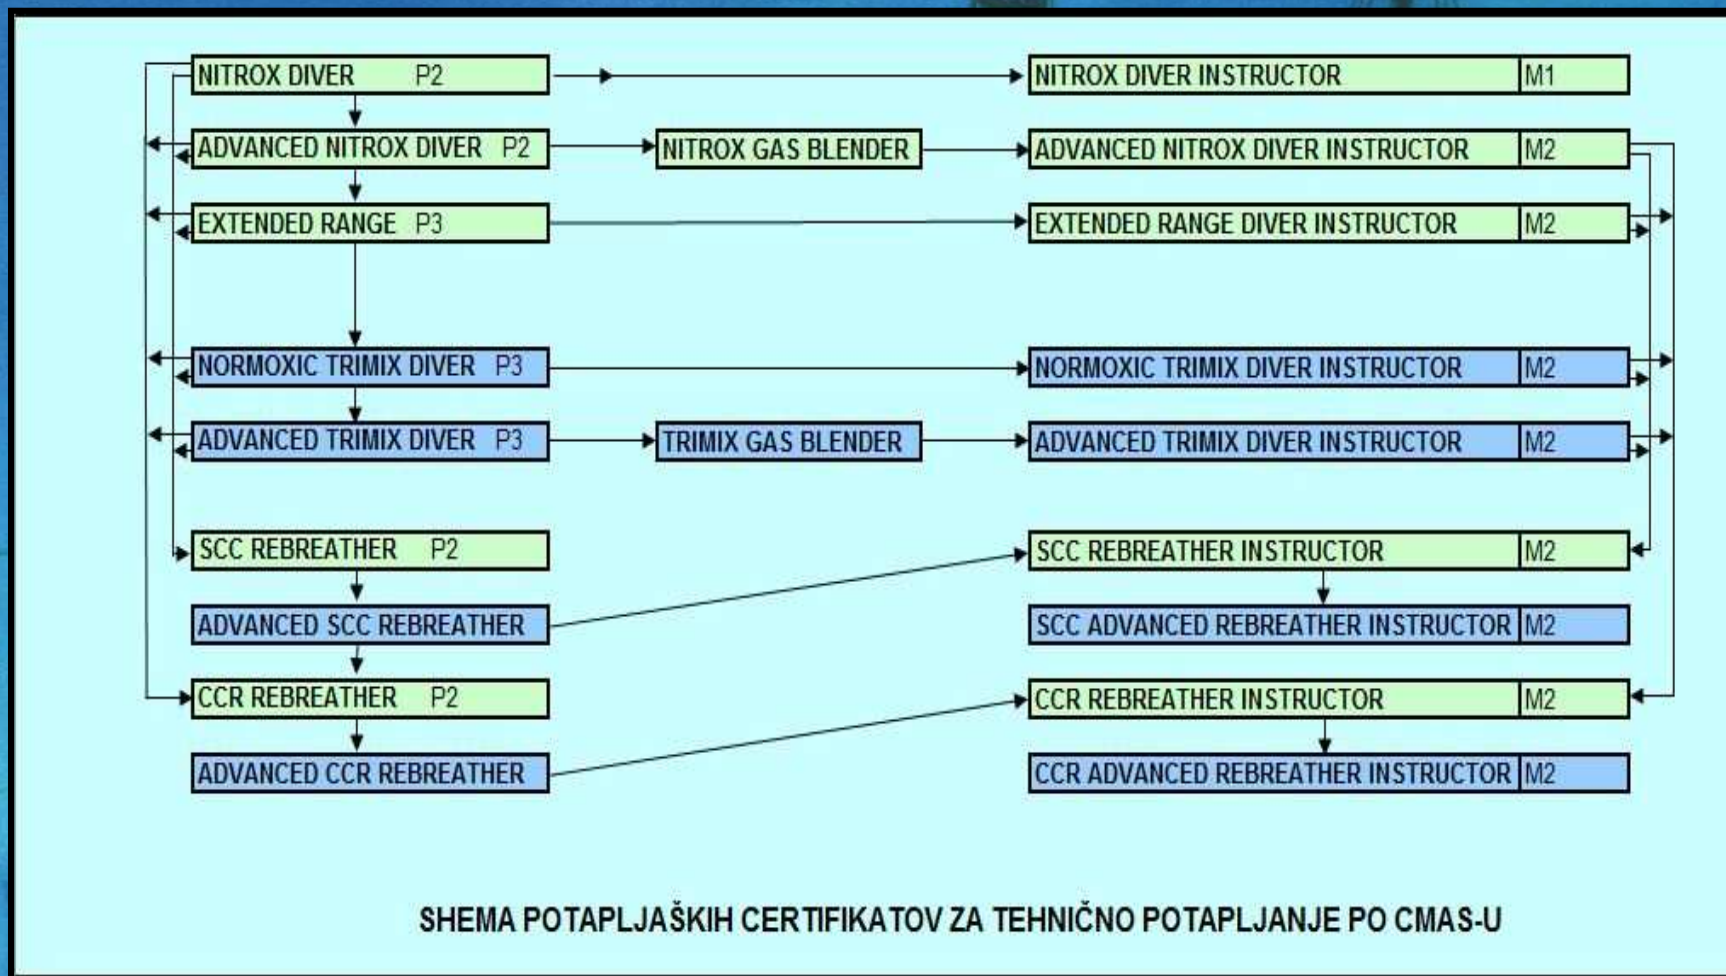 NITROX DIVER P2 NITROX DIVER INSTRUCTOR M1
ADVANCED NITROX DIVER P2 NITROX GAS BLENDER ADVANCED NITROX DIVER INSTRUCTOR M2
EXTENDED RANGE P3 EXTENDED RANGE DIVER INSTRUCTOR M2
NORMOXIC TRIMIX DIVER P3 NORMOXIC TRIMIX DIVER INSTRUCTOR M2
ADVANCED TRIMIX DIVER P3 TRIMIX GAS BLENDER ADVANCED TRIMIX DIVER INSTRUCTOR M2
SCC REBREATHER P2 SCC REBREATHER INSTRUCTOR M2
ADVANCED SCC REBREATHER SCC ADVANCED REBREATHER INSTRUCTOR M2
CCR REBREATHER P2 CCR REBREATHER INSTRUCTOR M2
ADVANCED CCR REBREATHER CCR ADVANCED REBREATHER INSTRUCTOR M2
SHEMA POTAPLJAŠKIH CERTIFIKATOV ZA TEHNIČNO POTAPLJANJE PO CMAS-U